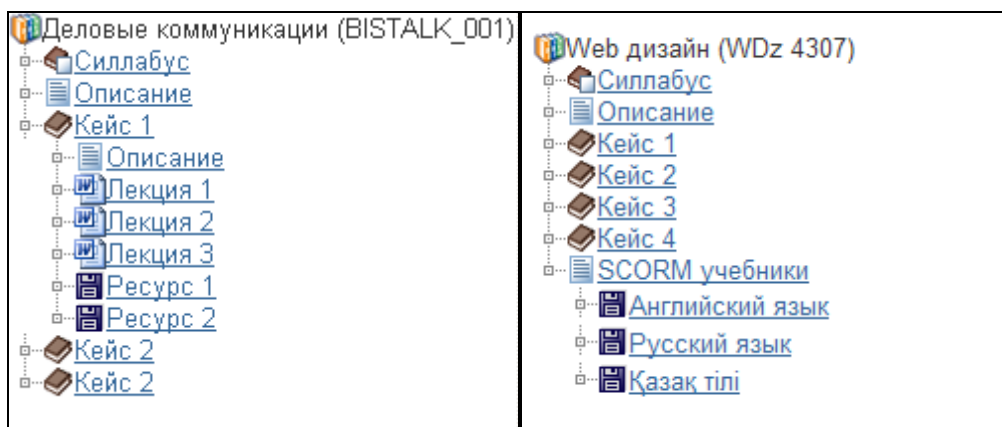 Деловые коммуникации (BISTALK_001)
Силлабус
Описание
Кейс 1
Описание
Лекция 1
Лекция 2
Лекция 3
Ресурс 1
Ресурс 2
Кейс 2
Кейс 2
Web дизайн (WDz 4307)
Силлабус
Описание
Кейс 1
Кейс 2
Кейс 3
Кейс 4
SCORM учебники
Английский язык
Русский язык
Қазақ тілі